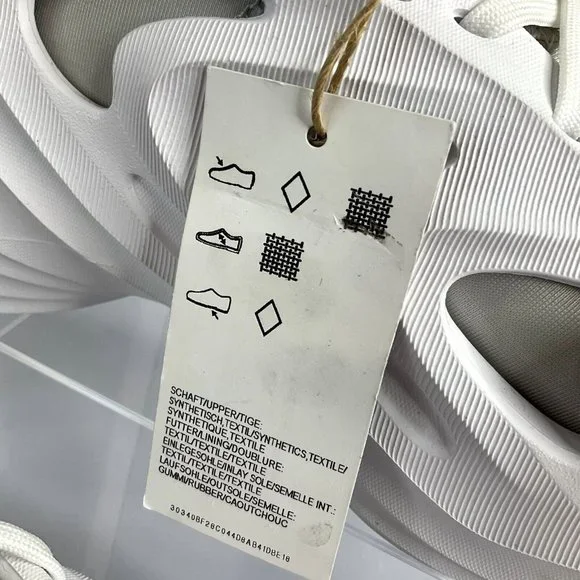 SCHAFT/UPPER/TIGE:
SYNTHETISCH,TEXTIL/SYNTHETICS,TEXTILE/
SYNTHETIQUE,TEXTILE
FUTTER/LINING/DOUBLURE:
TEXTIL/TEXTILE/TEXTILE
EINLEGESOHLE/INLAY SOLE/SEMELLE INT.:
TEXTIL/TEXTILE/TEXTILE
LAUFSOHLE/OUTSOLE/SEMELLE:
GUMMI/RUBBER/CAOUTCHOUC
30340BF28C044D8AB41DBE18